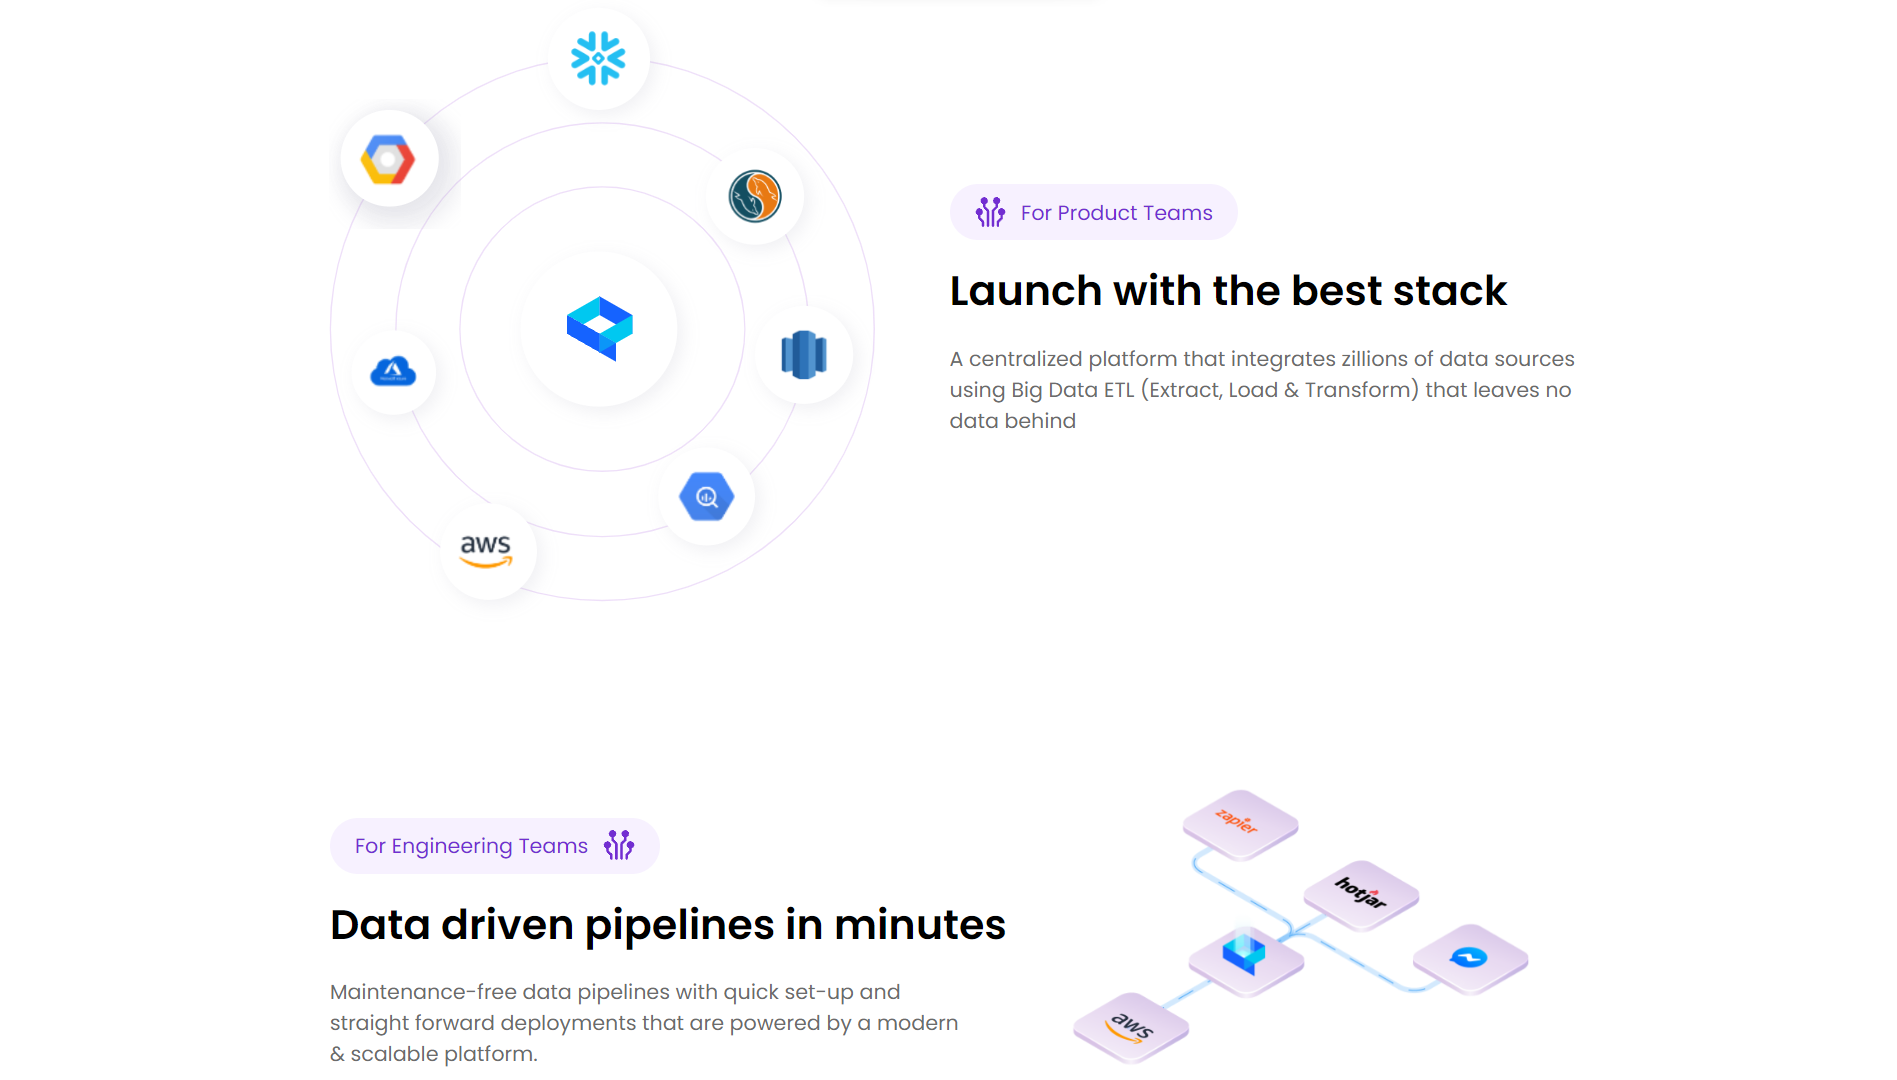 For Product Teams
Launch with the best stack
A centralized platform that integrates zillions of data sources
using Big Data ETL (Extract, Load & Transform) that leaves no
data behind
aws
For Engineering Teams
Data driven pipelines in minutes
Maintenance-free data pipelines with quick set-up and
straight forward deployments that are powered by a modern
& scalable platform.
zapier
hotjar
aws